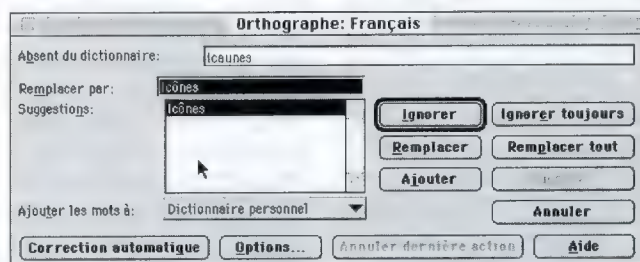 Orthographe: Français
Absent du dictionnaire: Icaunes
Remplacer par: Icônes
Suggestions: Icônes
Ignorer Ignorer toujours
Remplacer Remplacer tout
Ajouter
Ajouter les mots à: Dictionnaire personnel Annuler
Correction automatique Options... Annuler dernière action Aide